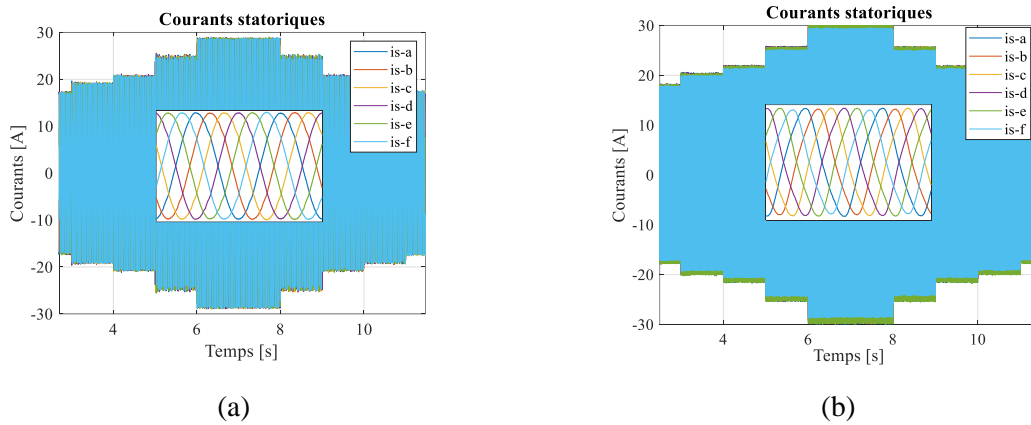 Courants statoriques
30
20
10
0
-10
-20
-30
Courants [A]
4
6
8
10
Temps [s]
is-a
is-b
is-c
is-d
is-e
is-f
(a)
Courants statoriques
30
20
10
0
-10
-20
-30
Courants [A]
4
6
8
10
Temps [s]
is-a
is-b
is-c
is-d
is-e
is-f
(b)